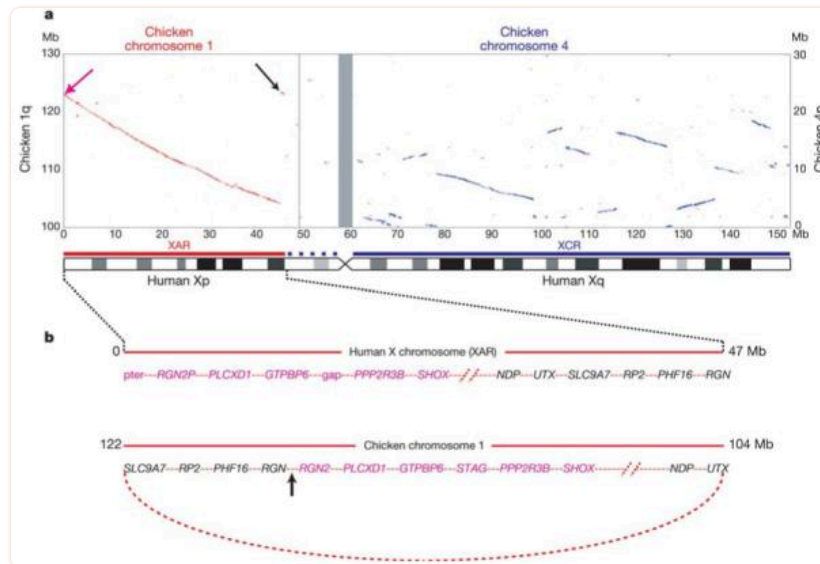 a
Mb Chicken chromosome 1 Chicken chromosome 4 Mb
130 30
120 20
110 10
100 0
Chicken 1q
Chicken 4p
0 10 20 30 40 50 60 70 80 90 100 110 120 130 140 150 Mb
XAR XCR
Human Xp Human Xq
b
0 Human X chromosome (XAR) 47 Mb
pter RGN2P PLCXD1 GTPBP6 gap PPP2R3B SHOX NDP UTX SLC9A7 RP2 PHF16 RGN
122 Chicken chromosome 1 104 Mb
SLC9A7 RP2 PHF16 RGN RGN2 PLCXD1 GTPBP6 STAG PPP2R3B SHOX NDP UTX